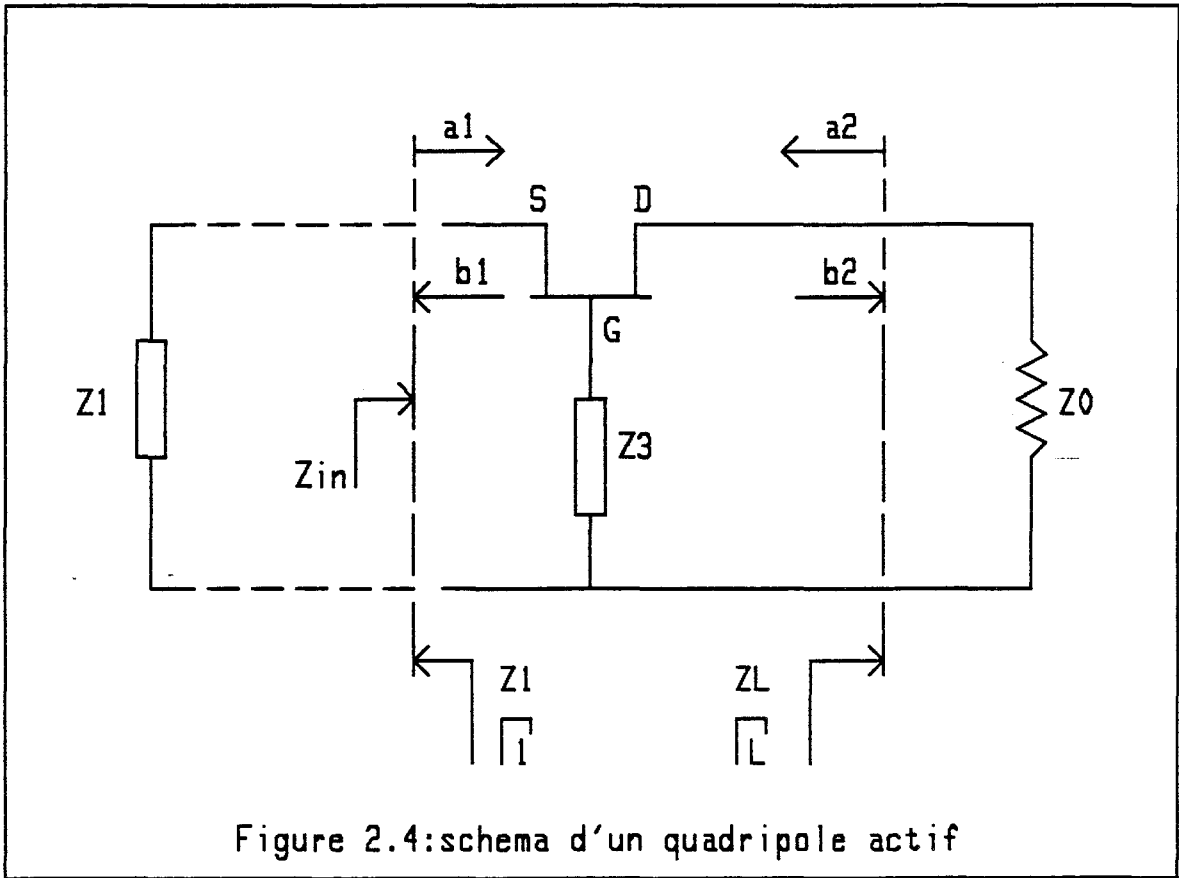 a1
a2
S
D
b1
b2
G
Z1
Z3
Z0
Zin
Z1
ZL
Γ1
ΓL
Figure 2.4:schema d'un quadripole actif